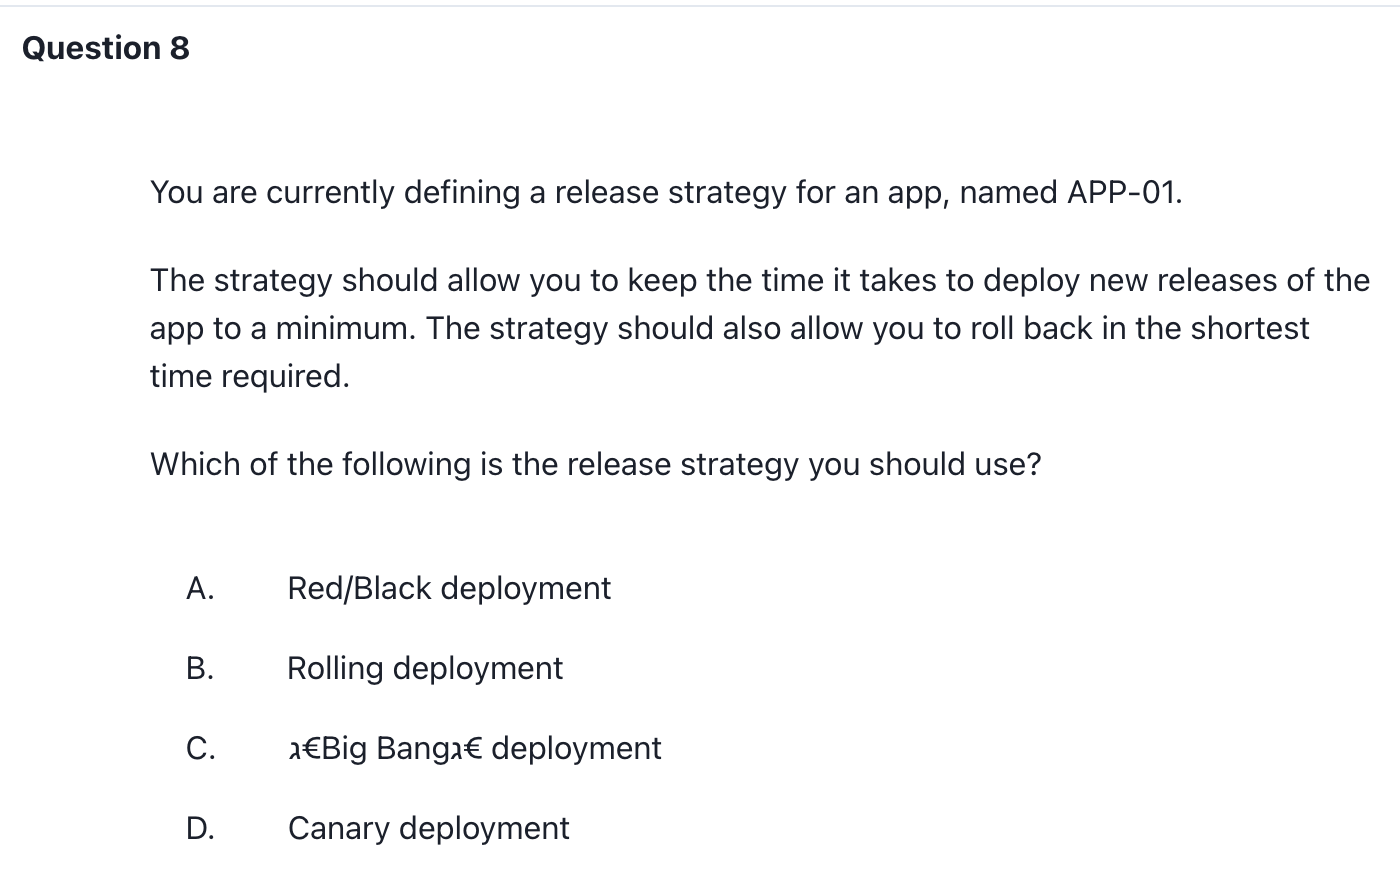 Question 8
You are currently defining a release strategy for an app, named APP-01.
The strategy should allow you to keep the time it takes to deploy new releases of the
app to a minimum. The strategy should also allow you to roll back in the shortest
time required.
Which of the following is the release strategy you should use?
A. Red/Black deployment
B. Rolling deployment
C. ג€Big Bangג€ deployment
D. Canary deployment